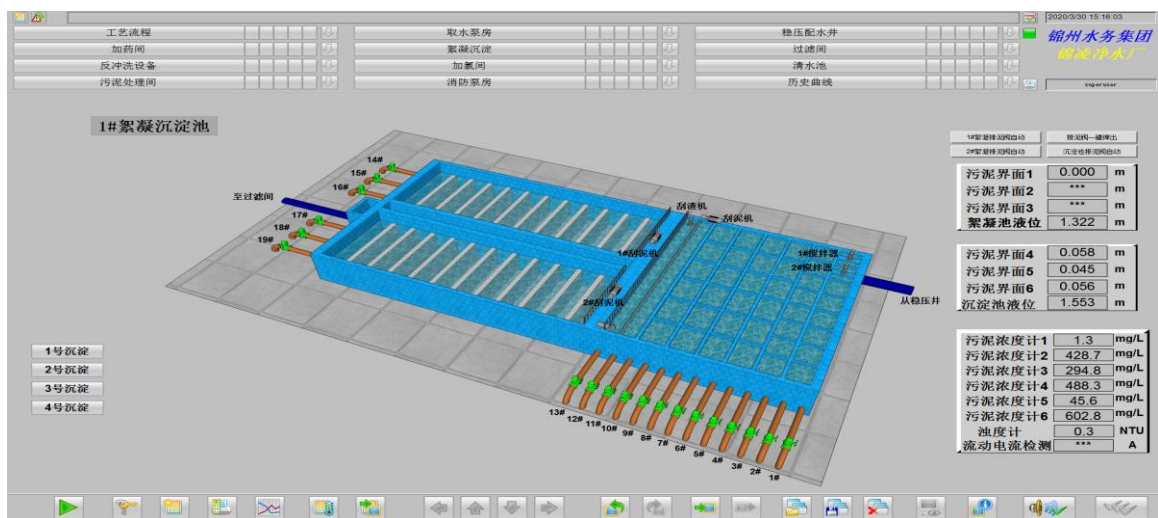 2020/3/30 15:16:03
工艺流程 取水泵房 稳压配水井
加药间 絮凝沉淀 过滤间
反冲洗设备 加氯间 清水池
污泥处理间 消防泵房 历史曲线
锦州水务集团
锦凌净水厂
1#絮凝沉淀池
1#絮凝排泥阀自动 排泥阀一键弹出
2#絮凝排泥阀自动 沉淀池排泥阀自动
污泥界面1 0.000 m
污泥界面2 *** m
污泥界面3 *** m
絮凝池液位 1.322 m
污泥界面4 0.058 m
污泥界面5 0.045 m
污泥界面6 0.056 m
沉淀池液位 1.553 m
污泥浓度计1 1.3 mg/L
污泥浓度计2 428.7 mg/L
污泥浓度计3 294.8 mg/L
污泥浓度计4 488.3 mg/L
污泥浓度计5 45.6 mg/L
污泥浓度计6 602.8 mg/L
浊度计 0.3 NTU
流动电流检测 *** A
14#
15#
16#
至过滤间
17#
18#
19#
刮渣机
刮泥机
1#刮泥机
2#刮泥机
1#搅拌器
2#搅拌器
从稳压井
13# 12# 11# 10# 9# 8# 7# 6# 5# 4# 3# 2# 1#
1号沉淀
2号沉淀
3号沉淀
4号沉淀